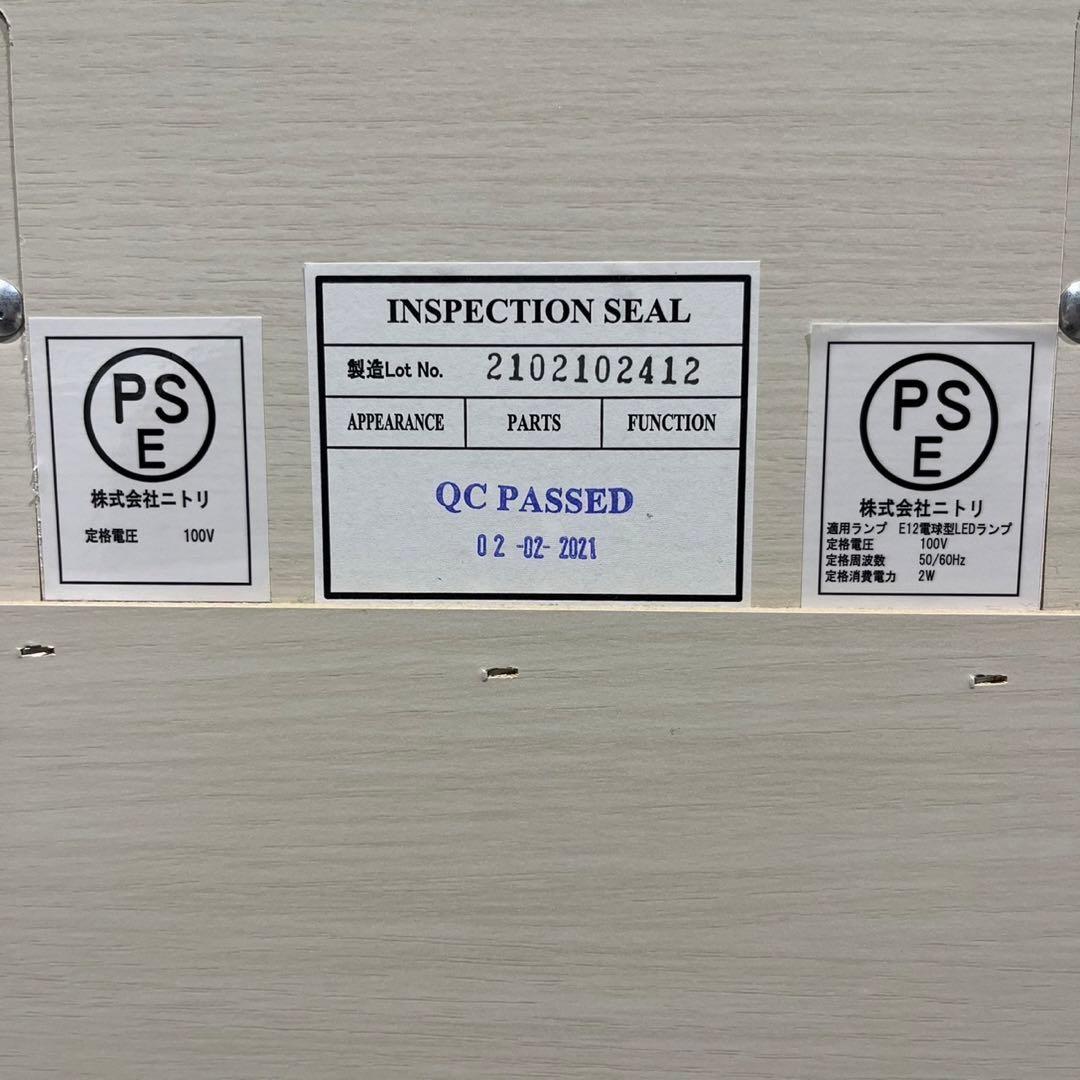 PS
E
株式会社ニトリ
定格電圧 100V
INSPECTION SEAL
製造Lot No. 2102102412
APPEARANCE PARTS FUNCTION
QC PASSED
02 -02- 2021
PS
E
株式会社ニトリ
適用ランプ E12電球型LEDランプ
定格電圧 100V
定格周波数 50/60Hz
定格消費電力 2W